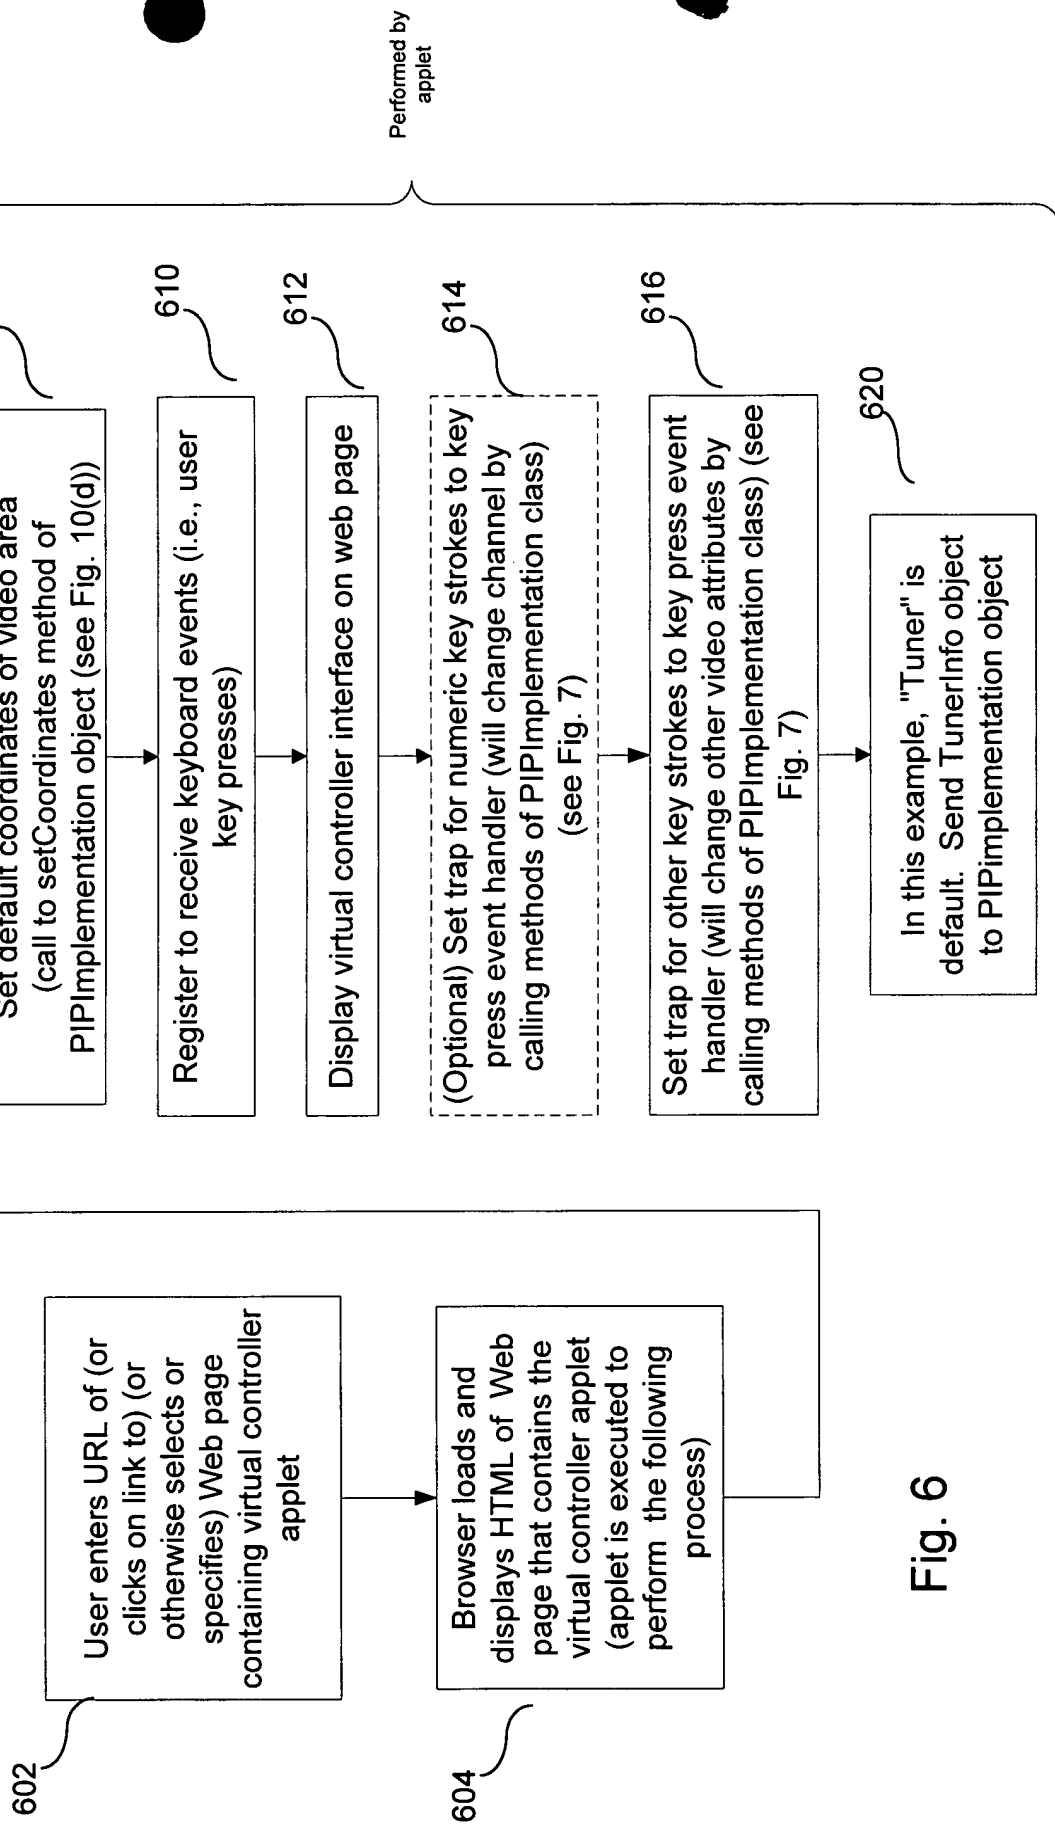 602
User enters URL of (or
clicks on link to) (or
otherwise selects or
specifies) Web page
containing virtual controller
applet
604
Browser loads and
displays HTML of Web
page that contains the
virtual controller applet
(applet is executed to
perform the following
process)
Set default coordinates of video area
(call to setCoordinates method of
PIPImplementation object (see Fig. 10(d))
610
Register to receive keyboard events (i.e., user
key presses)
612
Display virtual controller interface on web page
614
(Optional) Set trap for numeric key strokes to key
press event handler (will change channel by
calling methods of PIPImplementation class)
(see Fig. 7)
616
Set trap for other key strokes to key press event
handler (will change other video attributes by
calling methods of PIPImplementation class) (see
Fig. 7)
620
In this example, "Tuner" is
default. Send TunerInfo object
to PIPimplementation object
Performed by
applet
Fig. 6